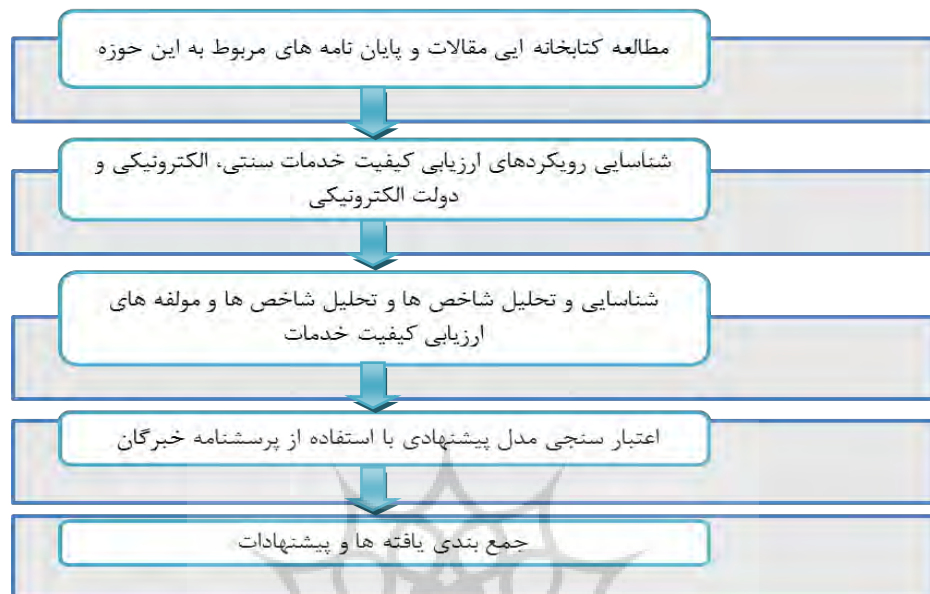 مطالعه کتابخانه ایی مقالات و پایان نامه های مربوط به این حوزه
شناسایی رویکردهای ارزیابی کیفیت خدمات سنتی، الکترونیکی و
دولت الکترونیکی
شناسایی و تحلیل شاخص ها و تحلیل شاخص ها و مولفه های
ارزیابی کیفیت خدمات
اعتبار سنجی مدل پیشنهادی با استفاده از پرسشنامه خبرگان
جمع بندی یافته ها و پیشنهادات